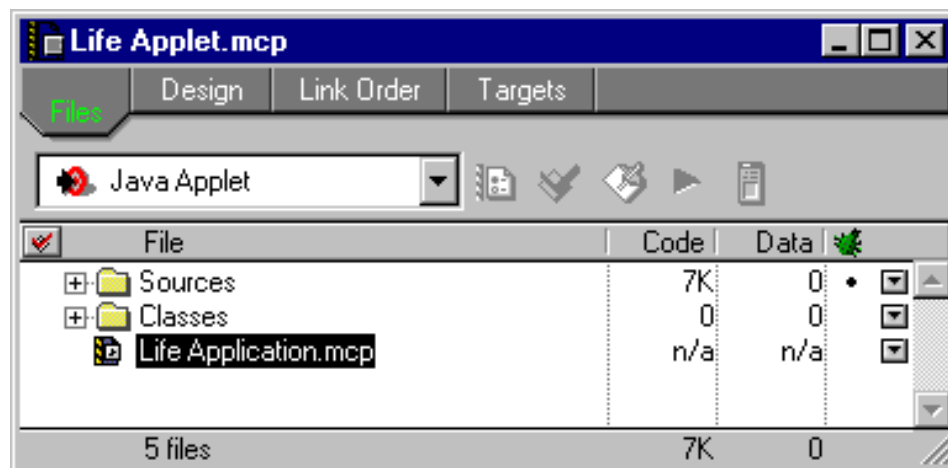 Life Applet.mcp
Files Design Link Order Targets
Java Applet
File Code Data
Sources 7K 0
Classes 0 0
Life Application.mcp n/a n/a
5 files 7K 0